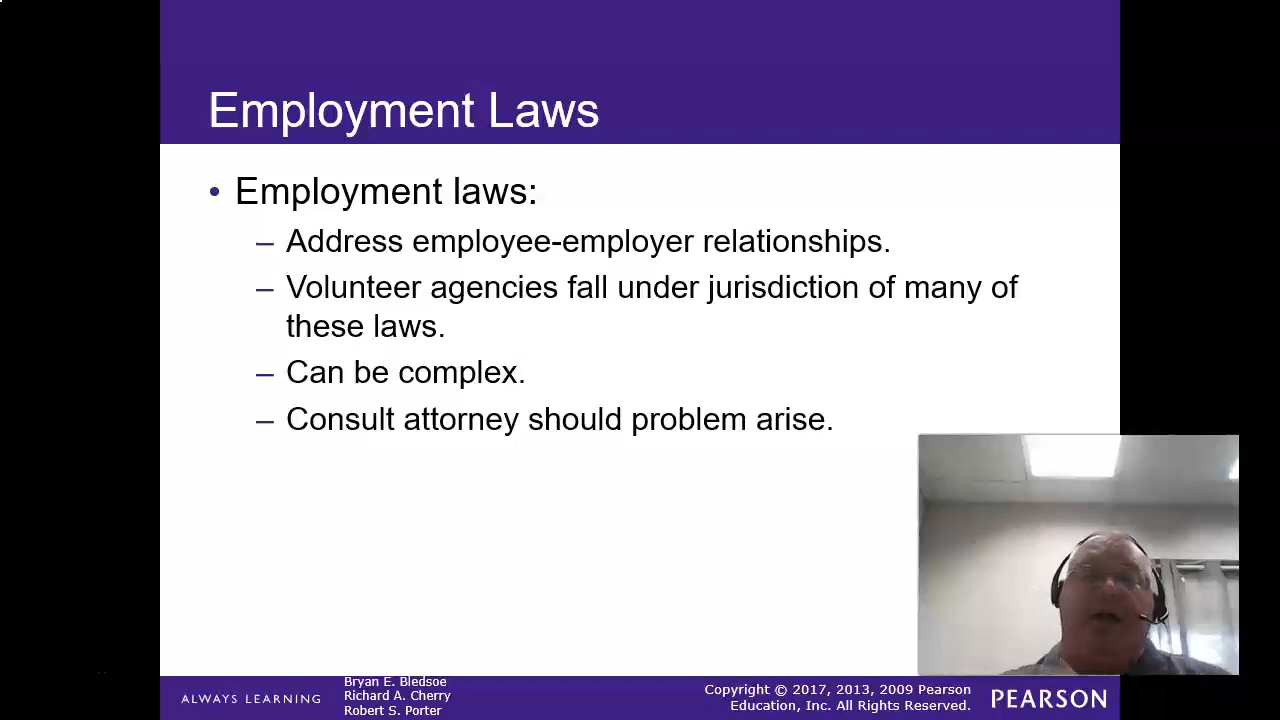 Employment Laws
• Employment laws:
– Address employee-employer relationships.
– Volunteer agencies fall under jurisdiction of many of
these laws.
– Can be complex.
– Consult attorney should problem arise.
ALWAYS LEARNING
Bryan E. Bledsoe
Richard A. Cherry
Robert S. Porter
Copyright © 2017, 2013, 2009 Pearson
Education, Inc. All Rights Reserved.
PEARSON